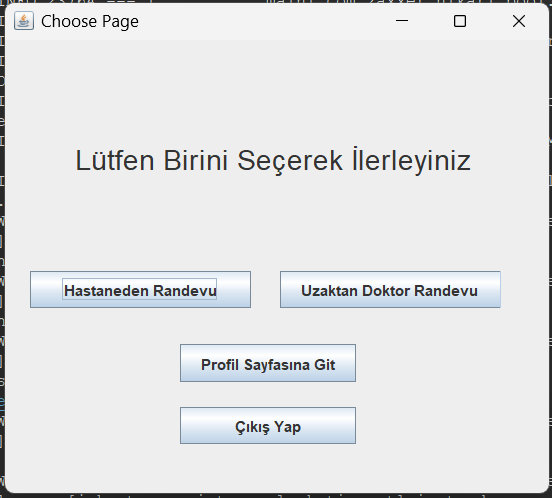 Choose Page
Lütfen Birini Seçerek İlerleyiniz
Hastaneden Randevu
Uzaktan Doktor Randevu
Profil Sayfasına Git
Çıkış Yap